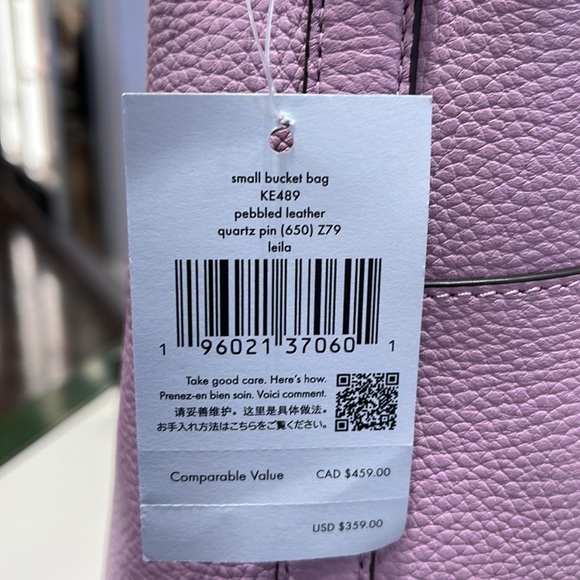 small bucket bag
KE489
pebbled leather
quartz pin (650) Z79
leila
1 96021 37060 1
Take good care. Here's how.
Prenez-en bien soin. Voici comment.
请妥善维护。这里是具体做法。
お手入れ方法はこちらをご覧ください。
Comparable Value CAD $459.00
USD $359.00